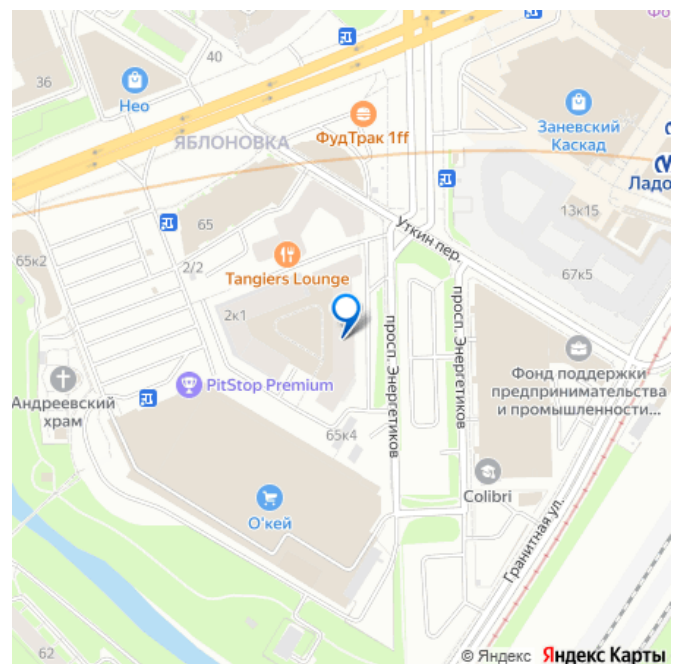 Фо
40
36
Нео
ФудТрак 1ff
Заневский
Каскад
ЯБЛОНОВКА
Ладо
13к15
Уткин пер.
65
65к2
2/2
Tangiers Lounge
67к5
2к1
просп. Энергетиков
просп. Энергетиков
Фонд поддержки
предпринимательства
и промышленности...
PitStop Premium
Андреевский
храм
65к4
Colibri
О'кей
Гранитная ул.
62
© Яндекс Яндекс Карты